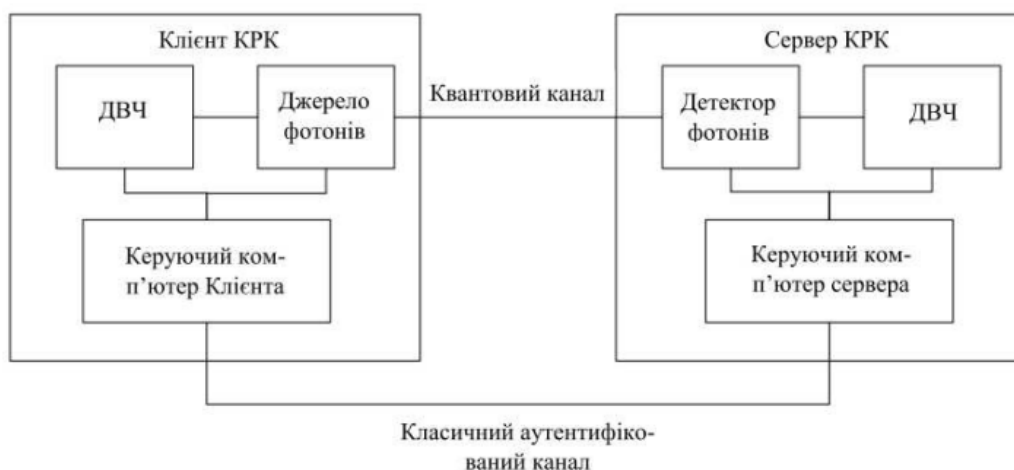 Клієнт КРК
ДВЧ
Джерело
фотонів
Керуючий ком-
п’ютер Клієнта
Квантовий канал
Сервер КРК
Детектор
фотонів
ДВЧ
Керуючий ком-
п’ютер сервера
Класичний аутентифіко-
ваний канал